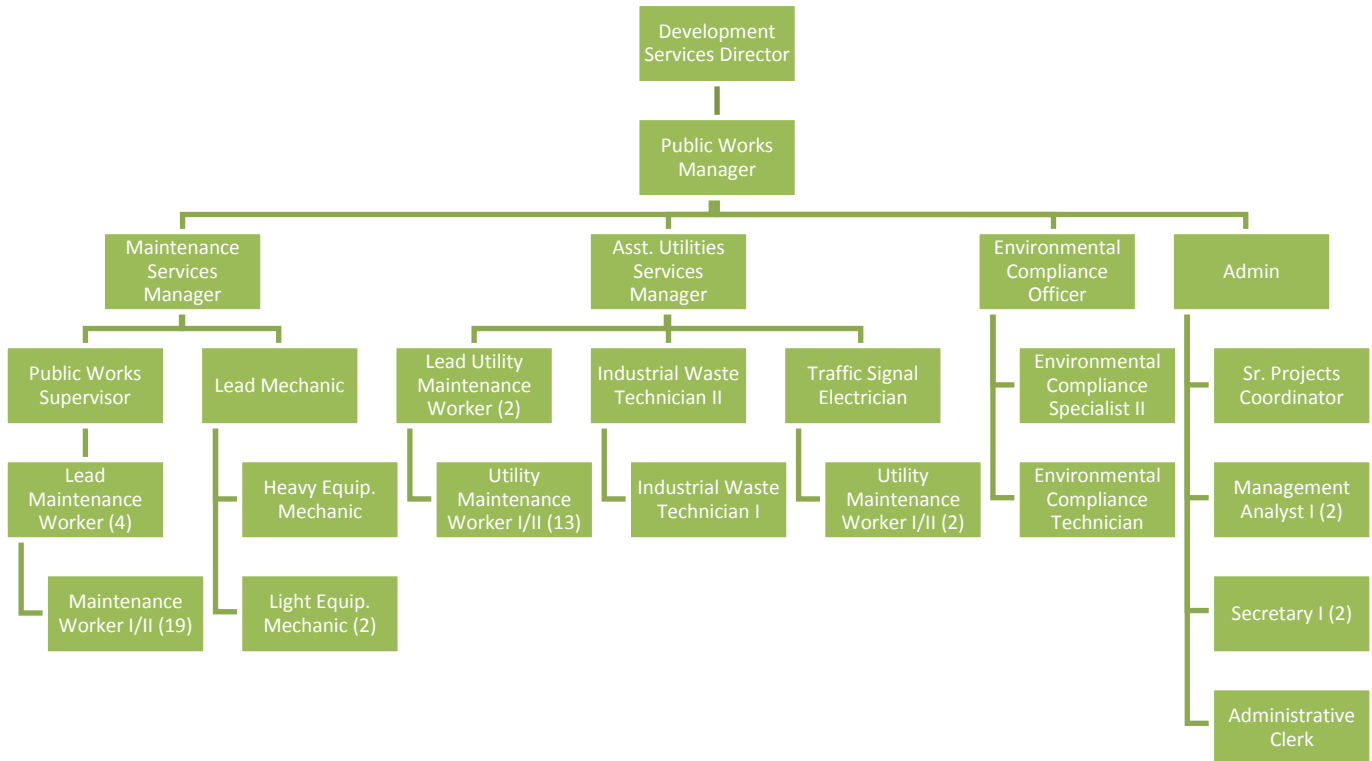 Development
Services Director
Public Works
Manager
Maintenance
Services
Manager
Asst. Utilities
Services
Manager
Environmental
Compliance
Officer
Admin
Public Works
Supervisor
Lead Mechanic
Lead Utility
Maintenance
Worker (2)
Industrial Waste
Technician II
Traffic Signal
Electrician
Environmental
Compliance
Specialist II
Sr. Projects
Coordinator
Lead
Maintenance
Worker (4)
Heavy Equip.
Mechanic
Utility
Maintenance
Worker I/II (13)
Industrial Waste
Technician I
Utility
Maintenance
Worker I/II (2)
Environmental
Compliance
Technician
Management
Analyst I (2)
Maintenance
Worker I/II (19)
Light Equip.
Mechanic (2)
Secretary I (2)
Administrative
Clerk